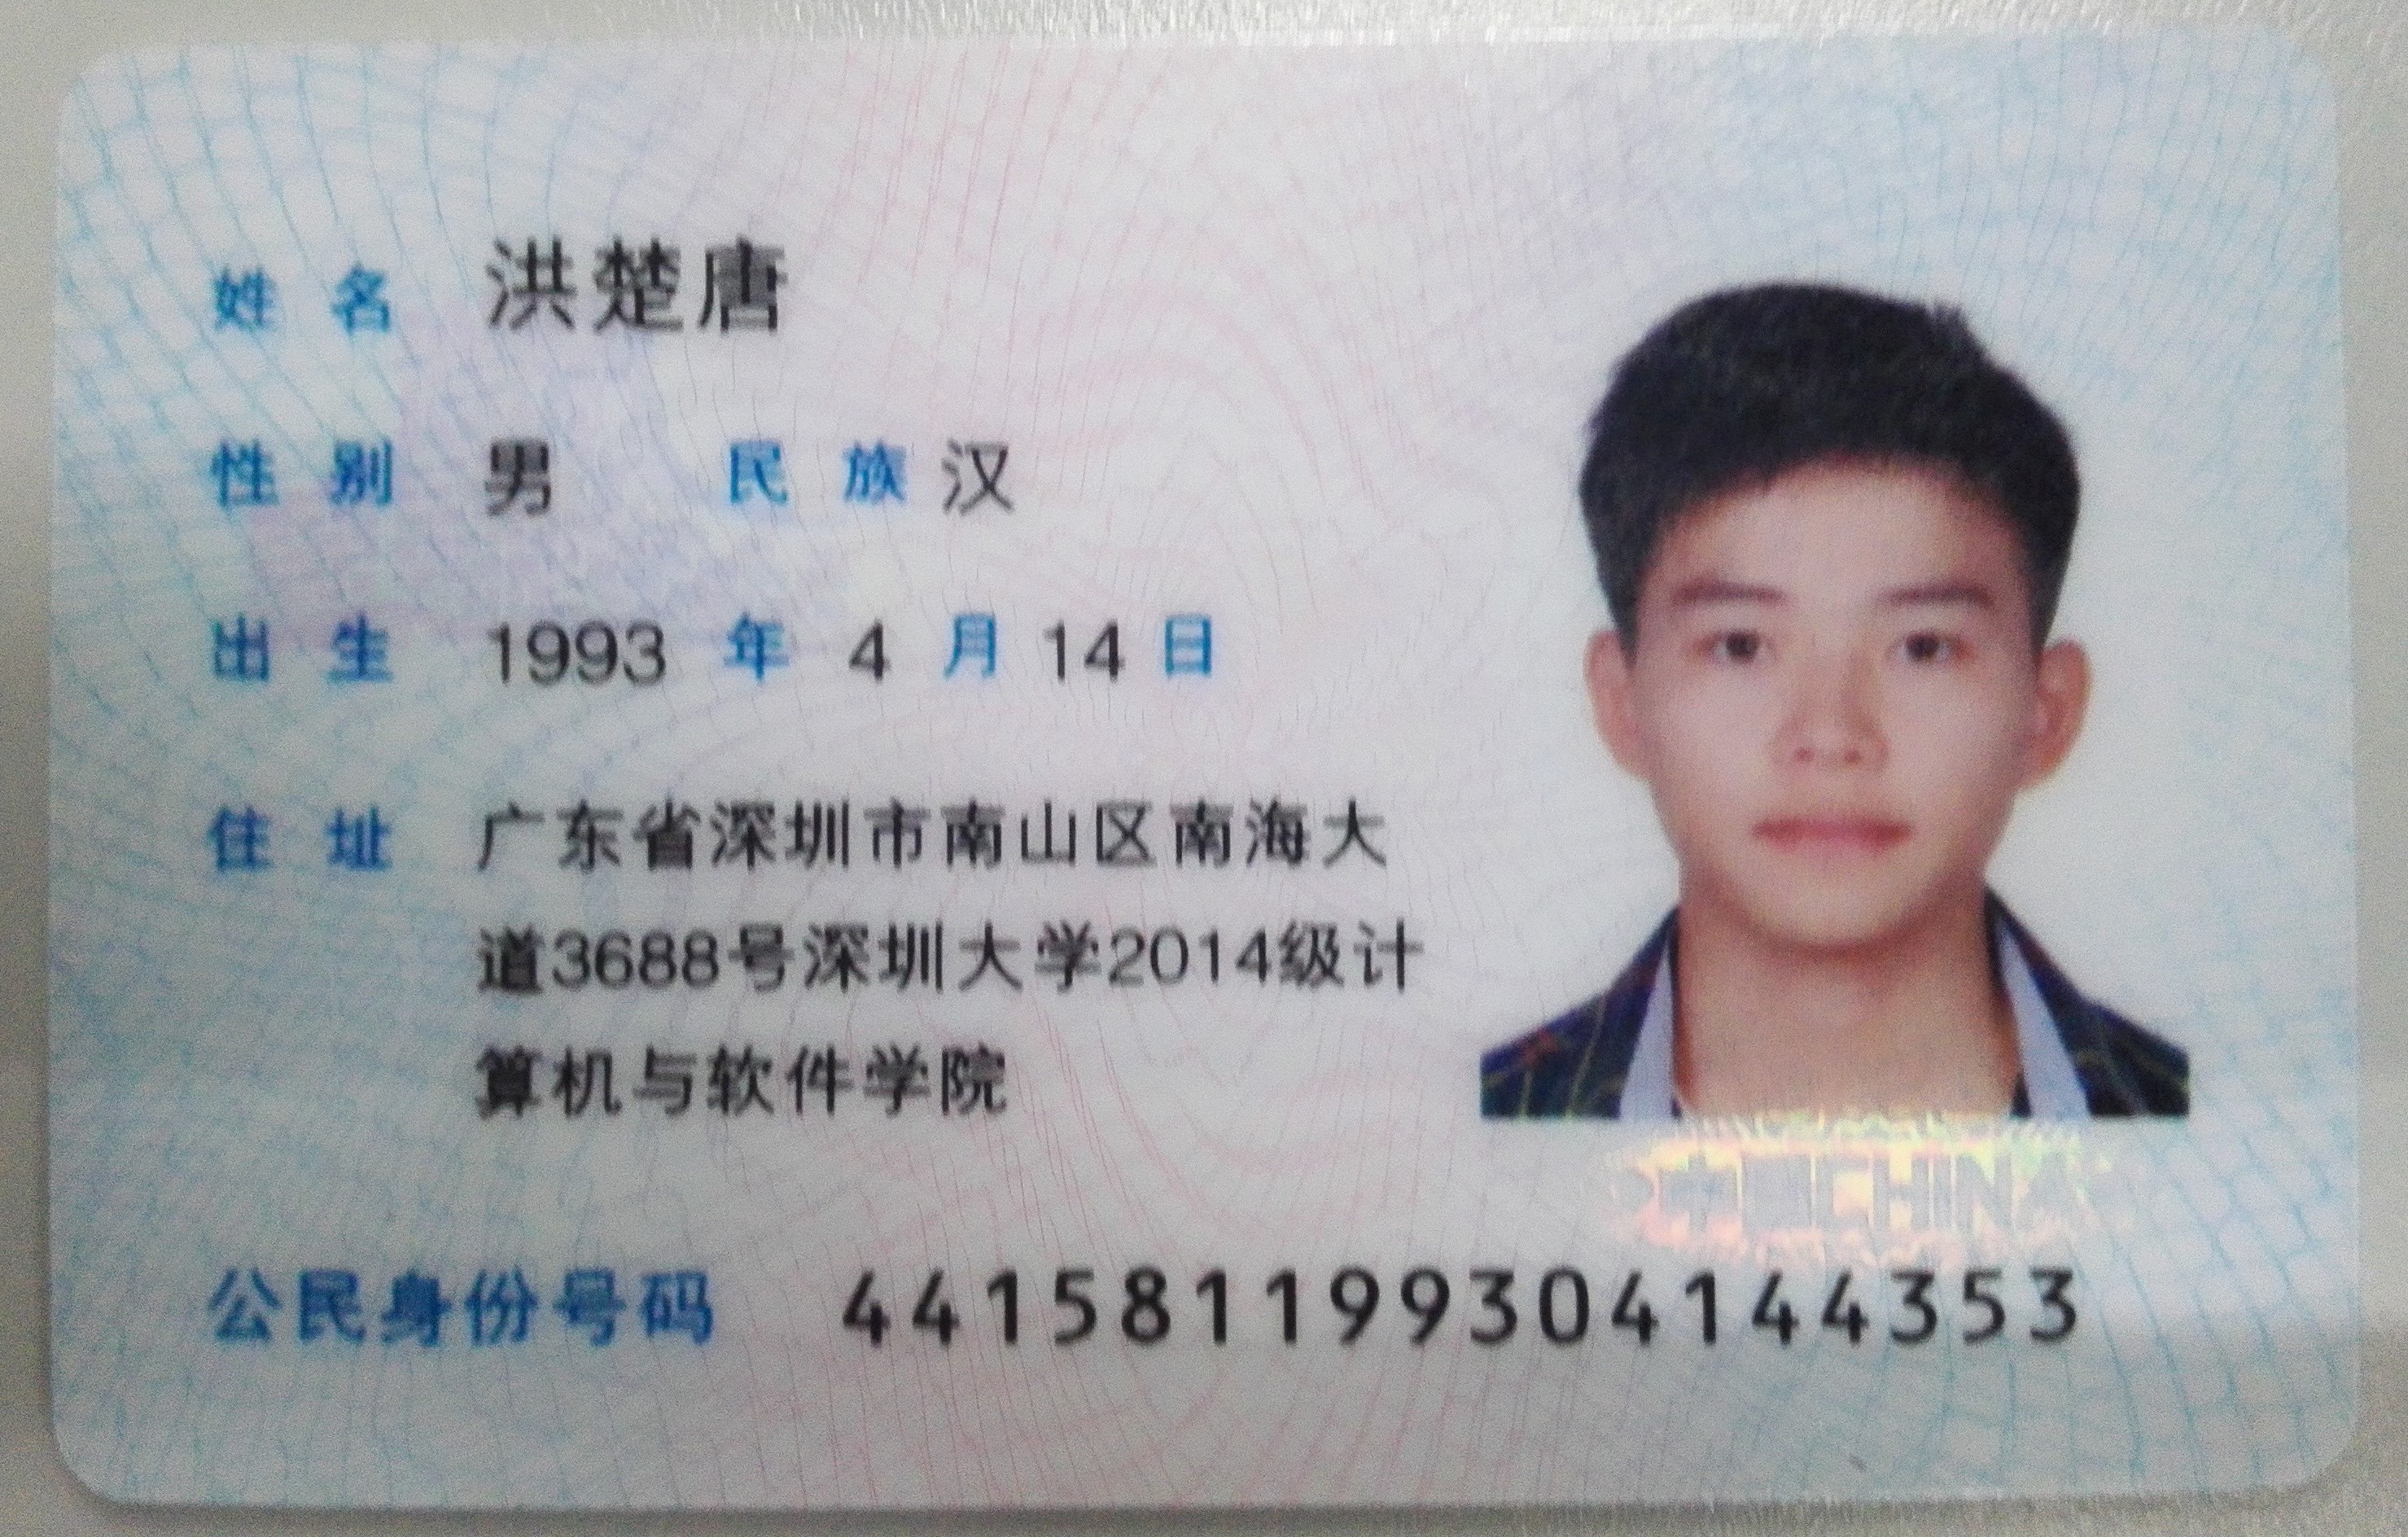 姓名 洪楚唐
性别 男 民族 汉
出生 1993 年 4 月 14 日
住址 广东省深圳市南山区南海大
道3688号深圳大学2014级计
算机与软件学院
中国CHINA
公民身份号码 441581199304144353